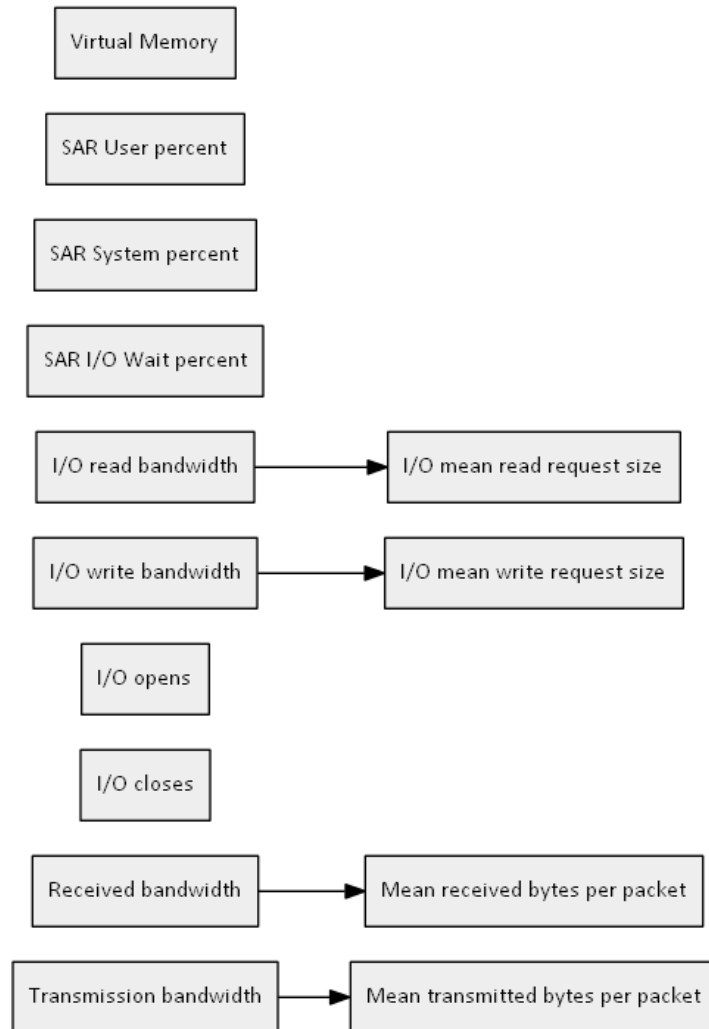 Virtual Memory
SAR User percent
SAR System percent
SAR I/O Wait percent
I/O read bandwidth
I/O mean read request size
I/O write bandwidth
I/O mean write request size
I/O opens
I/O closes
Received bandwidth
Mean received bytes per packet
Transmission bandwidth
Mean transmitted bytes per packet